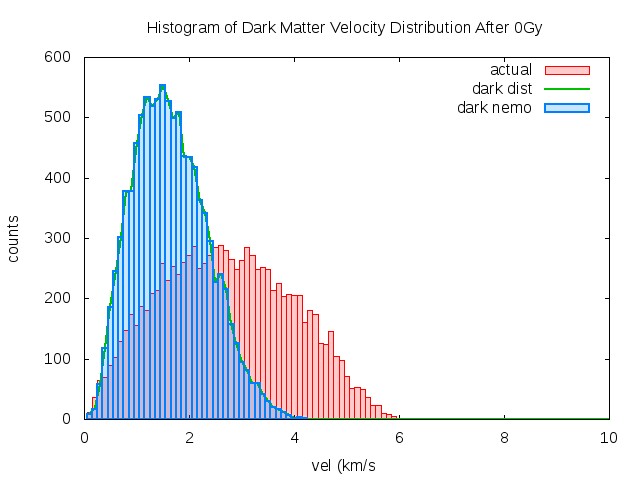 Histogram of Dark Matter Velocity Distribution After 0Gy
600
500
400
300
200
100
0
counts
actual
dark dist
dark nemo
0 2 4 6 8 10
vel (km/s